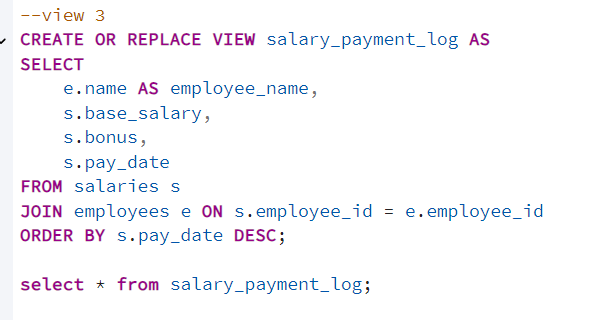 --view 3
CREATE OR REPLACE VIEW salary_payment_log AS
SELECT
    e.name AS employee_name,
    s.base_salary,
    s.bonus,
    s.pay_date
FROM salaries s
JOIN employees e ON s.employee_id = e.employee_id
ORDER BY s.pay_date DESC;

select * from salary_payment_log;